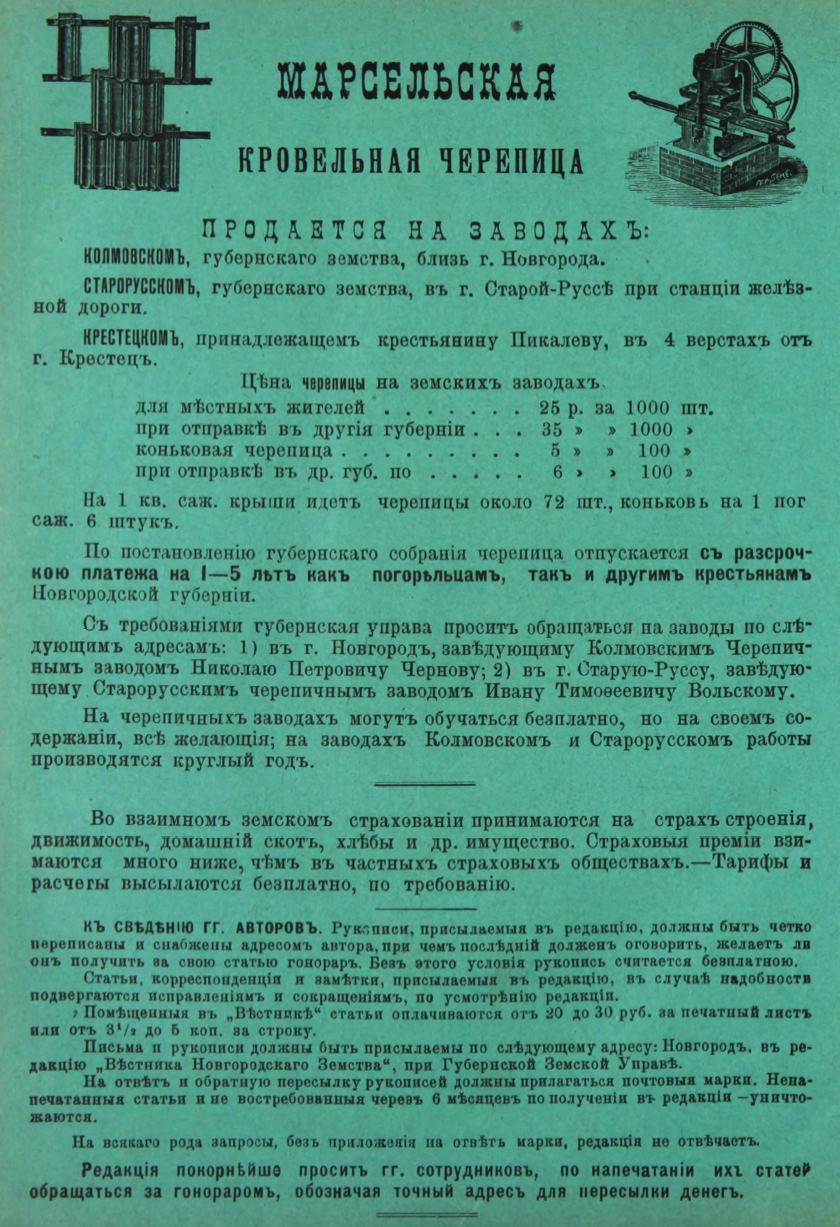 МАРСЕЛЬСКАЯ
КРОВЕЛЬНАЯ ЧЕРЕПИЦА
ПРОДАЕТСЯ НА ЗАВОДАХЪ:
КОЛМОВСКОМЪ, губернскаго земства, близь г. Новгорода.
СТАРОРУССКОМЪ, губернскаго земства, въ г. Старой-Руссѣ при станціи желѣз-
ной дороги.
КРЕСТЕЦКОМЪ, принадлежащемъ крестьянину Пикалеву, въ 4 верстахъ отъ
г. Крестецъ.
Цѣна черепицы на земскихъ заводахъ.
для мѣстныхъ жителей . . . . . . . 25 р. за 1000 шт.
при отправкѣ въ другія губерніи . . . 35 » » 1000 »
коньковая черепица . . . . . . . . . 5 » » 100 »
при отправкѣ въ др. губ. по . . . . . 6 » » 100 »
На 1 кв. саж. крыши идетъ черепицы около 72 шт., коньковъ на 1 пог
саж. 6 штукъ.
По постановленію губернскаго собранія черепица отпускается съ разсроч-
кою платежа на I—5 лѣтъ какъ погорѣльцамъ, такъ и другимъ крестьянамъ
Новгородской губерніи.
Съ требованіями губернская управа проситъ обращаться на заводы по слѣ-
дующимъ адресамъ: 1) въ г. Новгородъ, завѣдующему Колмовскимъ Черепич-
нымъ заводомъ Николаю Петровичу Чернову; 2) въ г. Старую-Руссу, завѣдую-
щему Старорусскимъ черепичнымъ заводомъ Ивану Тимоѳеевичу Вольскому.
На черепичныхъ заводахъ могутъ обучаться безплатно, но на своемъ со-
держаніи, всѣ желающія; на заводахъ Колмовскомъ и Старорусскомъ работы
производятся круглый годъ.
Во взаимномъ земскомъ страхованіи принимаются на страхъ строенія,
движимость, домашній скотъ, хлѣбы и др. имущество. Страховыя преміи взи-
маются много ниже, чѣмъ въ частныхъ страховыхъ обществахъ.—Тарифы и
расчеты высылаются безплатно, по требованію.
КЪ СВѢДѢНІЮ ГГ. АВТОРОВЪ. Рукописи, присылаемыя въ редакцію, должны быть четко
переписаны и снабжены адресомъ автора, при чемъ послѣдній долженъ оговорить, желаетъ ли
онъ получить за свою статью гонораръ. Безъ этого условія рукопись считается безплатною.
Статьи, корреспонденціи и замѣтки, присылаемыя въ редакцію, въ случаѣ надобности
подвергаются исправленіямъ и сокращеніямъ, по усмотрѣнію редакціи.
Помѣщенныя въ „Вѣстникѣ“ статьи оплачиваются отъ 20 до 30 руб. за печатный листъ
или отъ 3½ до 5 коп. за строку.
Письма и рукописи должны быть присылаемы по слѣдующему адресу: Новгородъ, въ ре-
дакцію „Вѣстника Новгородскаго Земства“, при Губернской Земской Управѣ.
На отвѣтъ и обратную пересылку рукописей должны прилагаться почтовыя марки. Нена-
печатанныя статьи и не востребованныя черезъ 6 мѣсяцевъ по полученіи въ редакціи—уничто-
жаются.
На всякаго рода запросы, безъ приложенія на отвѣтъ марки, редакція не отвѣчаетъ.
Редакція покорнѣйше проситъ гг. сотрудниковъ, по напечатаніи ихъ статей
обращаться за гонораромъ, обозначая точный адресъ для пересылки денегъ.